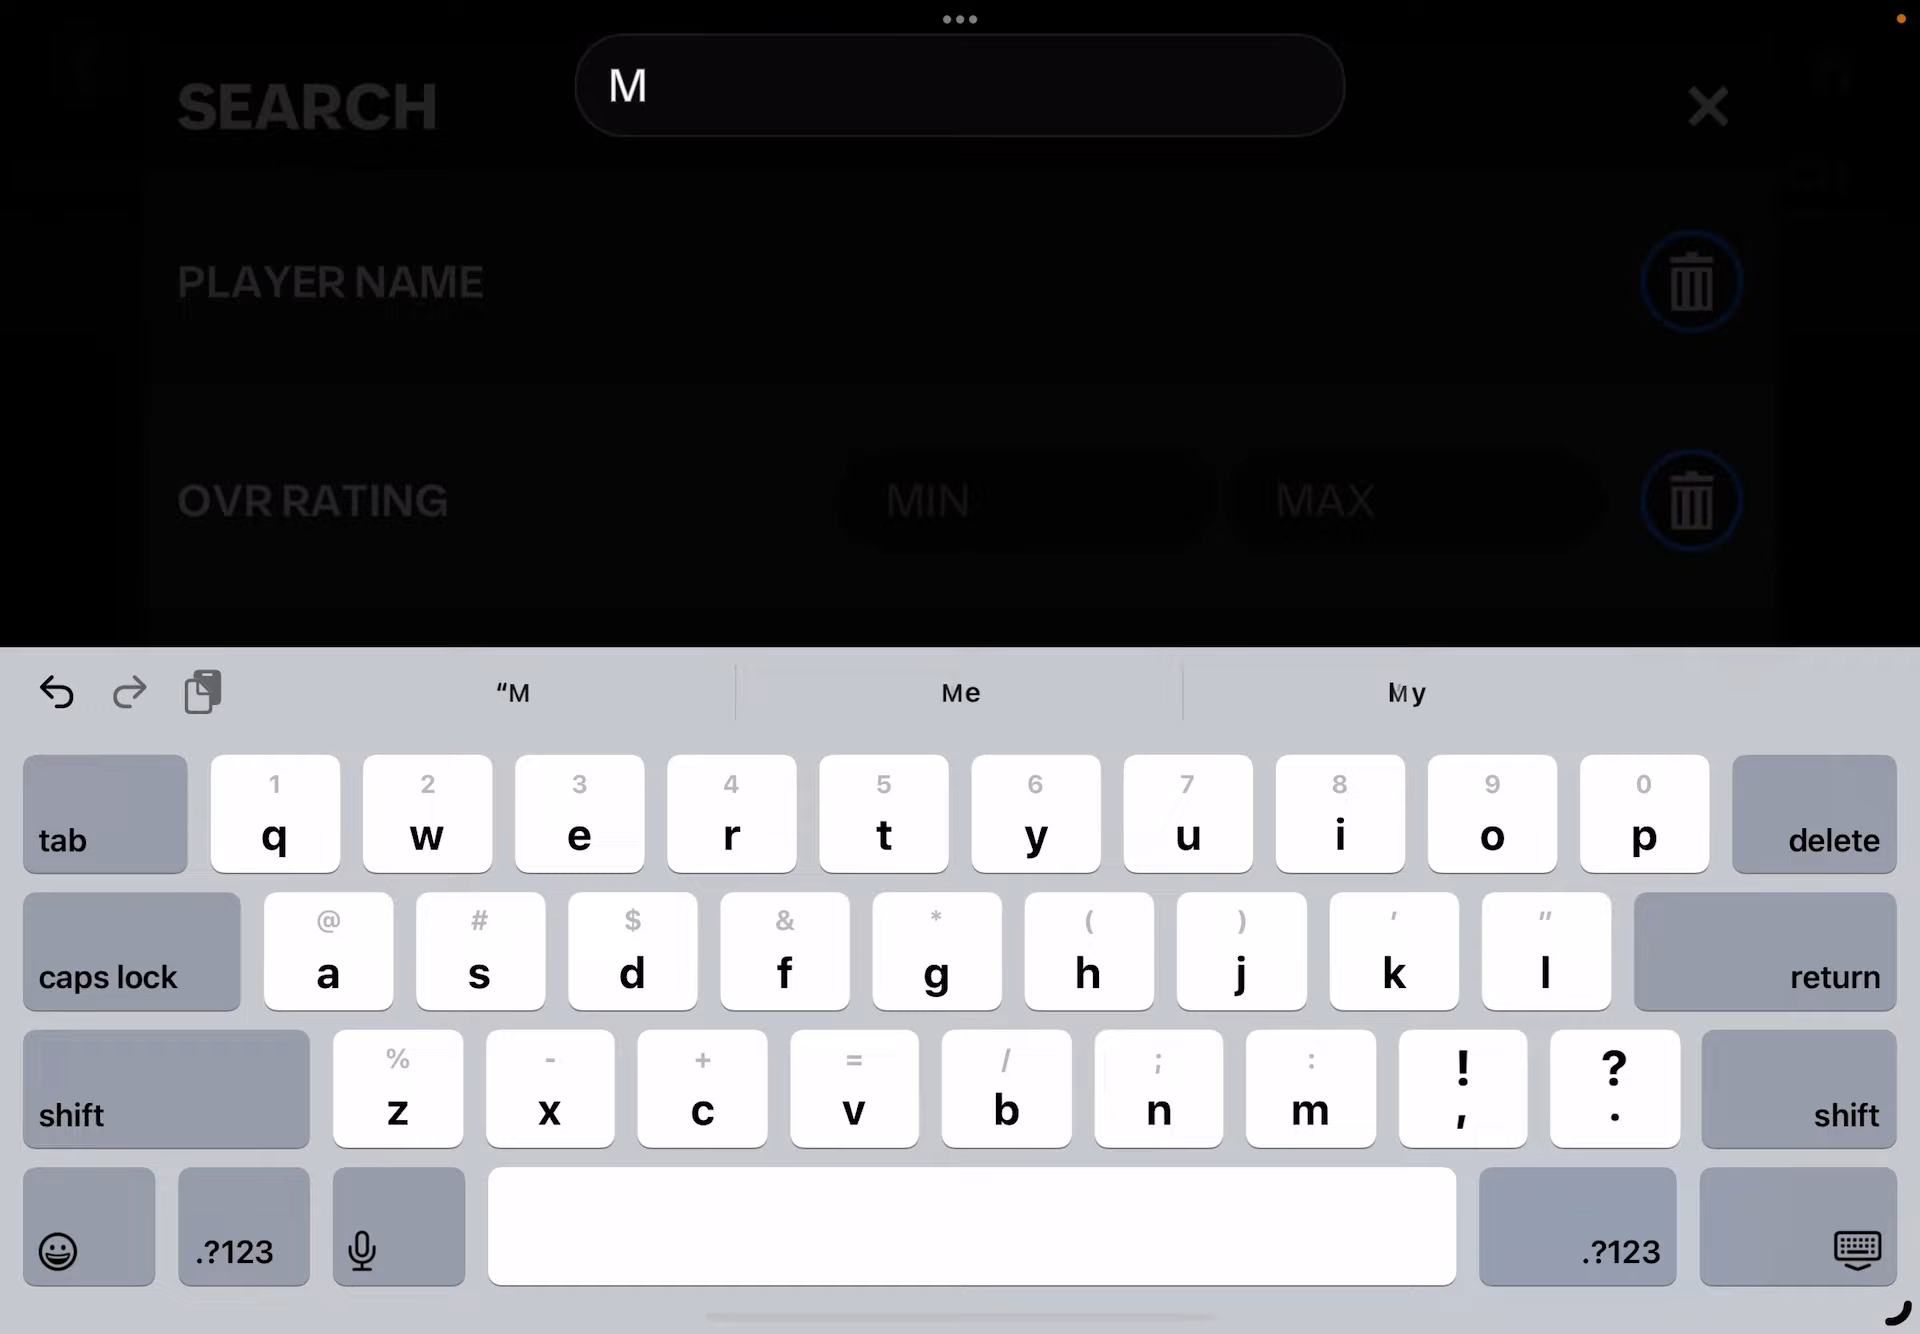 M
SEARCH
PLAYER NAME
OVR RATING MIN MAX
“M Me My
tab 1 q 2 w 3 e 4 r 5 t 6 y 7 u 8 i 9 o 0 p delete
caps lock @ a # s $ d & f * g ( h ) j ' k " l return
shift % z - x + c = v / b ; n : m ! , ? . shift
.?123 .?123